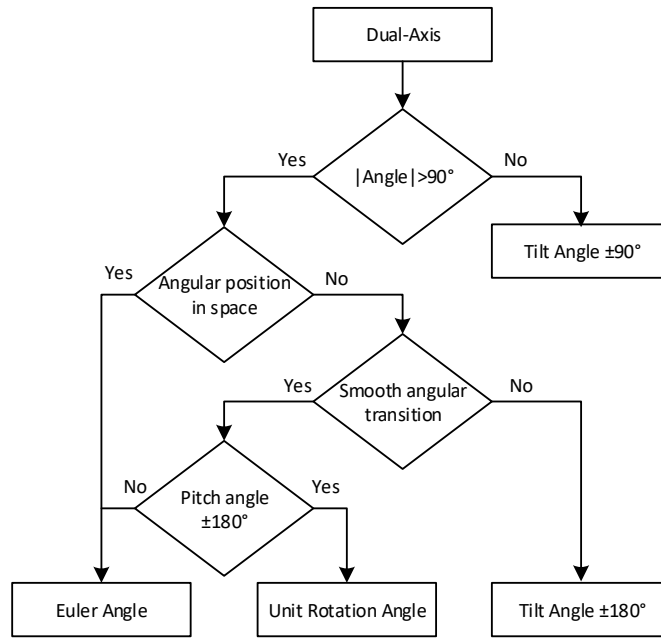 Dual-Axis
Yes
|Angle|>90°
No
Tilt Angle ±90°
Yes
Angular position
in space
No
Yes
Smooth angular
transition
No
No
Pitch angle
±180°
Yes
Euler Angle
Unit Rotation Angle
Tilt Angle ±180°